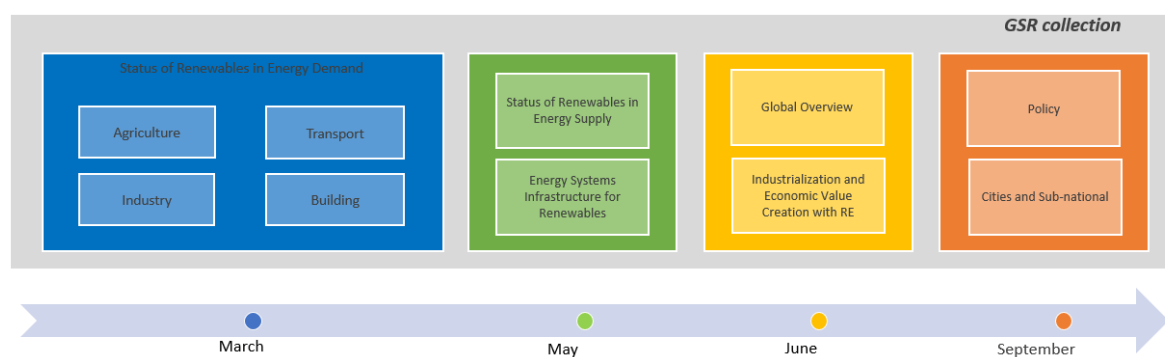 GSR collection
Status of Renewables in Energy Demand
Agriculture
Transport
Industry
Building
Status of Renewables in
Energy Supply
Energy Systems
Infrastructure for
Renewables
Global Overview
Industrialization and
Economic Value
Creation with RE
Policy
Cities and Sub-national
March
May
June
September